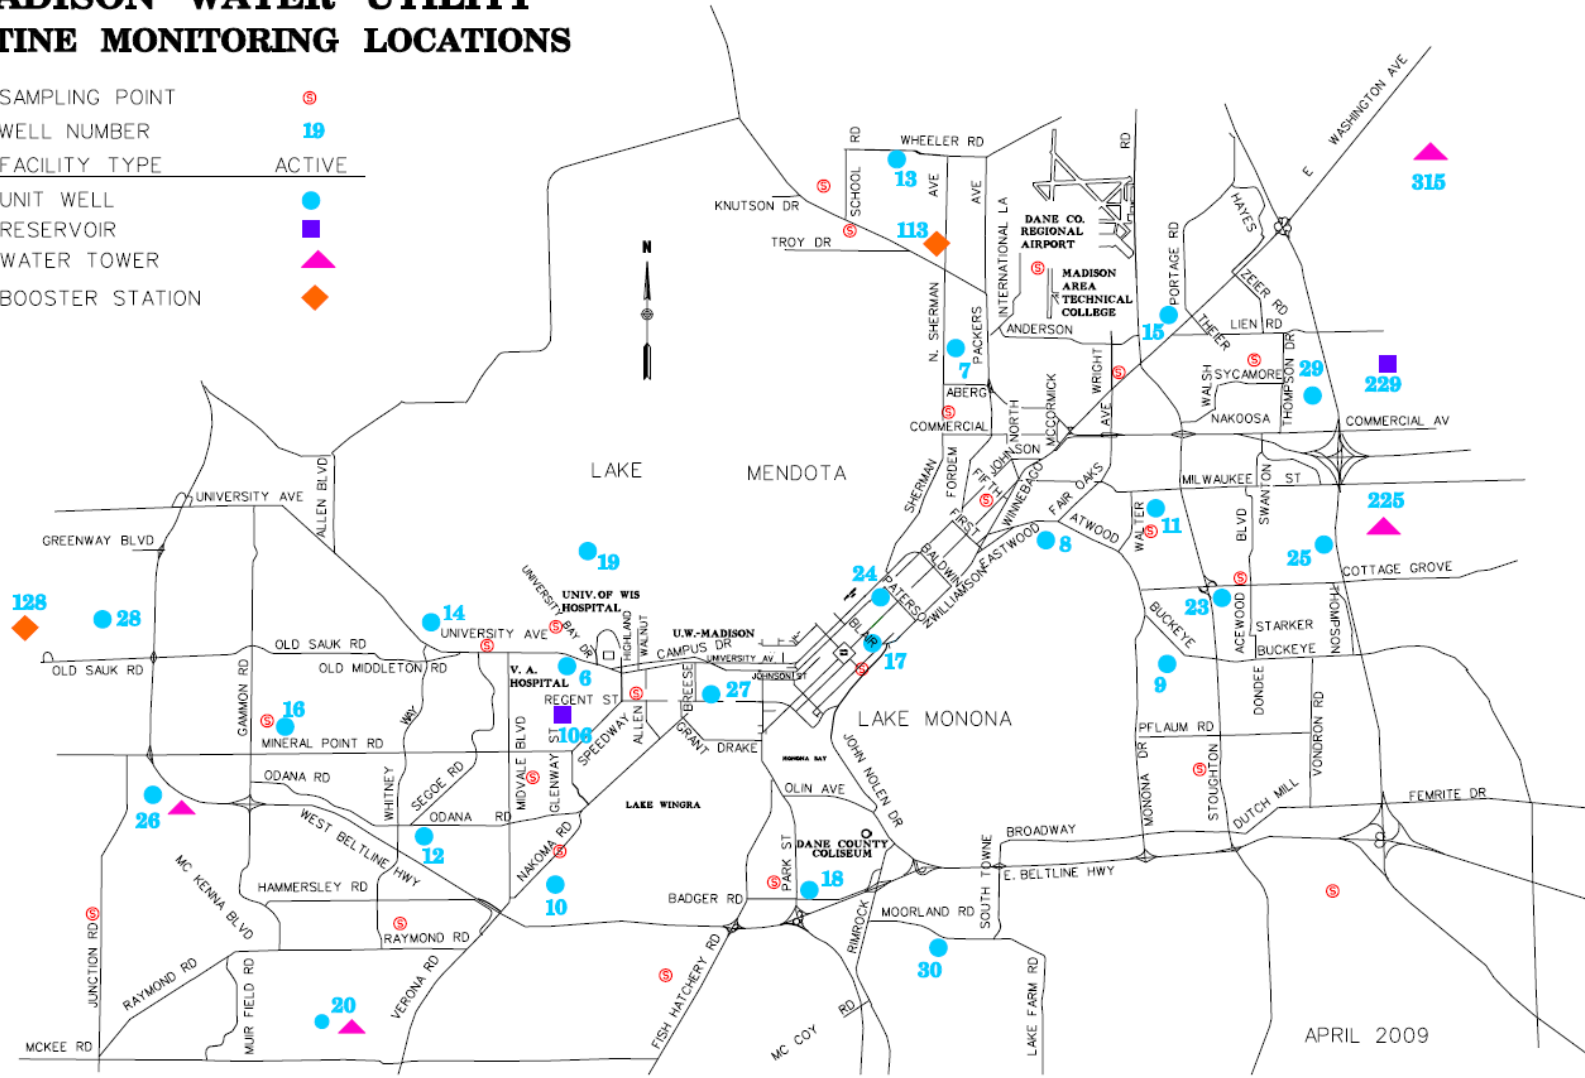 ADISON WATER UTILITY
TINE MONITORING LOCATIONS
SAMPLING POINT S
WELL NUMBER 19
FACILITY TYPE ACTIVE
UNIT WELL
RESERVOIR
WATER TOWER
BOOSTER STATION
N
E WASHINGTON AVE
315
WHEELER RD
SCHOOL RD
13
KNUTSON DR
TROY DR
113
N. SHERMAN AVE
PACKERS AVE
INTERNATIONAL LA
RD
DANE CO.
REGIONAL
AIRPORT
MADISON
AREA
TECHNICAL
COLLEGE
PORTAGE RD
HAYES
ZEIER RD
THEIER
LIEN RD
15
ANDERSON
7
WRIGHT
WALSH
SYCAMORE
THOMPSON DR
29
229
ABERG
COMMERCIAL
NORTH
MCCORMICK
AVE
NAKOOSA
COMMERCIAL AV
JOHNSON
LAKE MENDOTA
SHERMAN
FORDEM
FIFTH
WINNEBAGO
FAIR OAKS
MILWAUKEE ST
SWANTON
BLVD
225
ALLEN BLVD
UNIVERSITY AVE
GREENWAY BLVD
FIRST
EASTWOOD
ATWOOD
WALTER
11
8
25
19
BALDWIN
WILLIAMSON
COTTAGE GROVE
24
PATERSON
BLAIR
17
23
ACEWOOD
THOMPSON
UNIVERSITY BAY DR
UNIV. OF WIS
HOSPITAL
HIGHLAND
WALNUT
128
28
14
UNIVERSITY AVE
U.W.-MADISON
CAMPUS DR
UNIVERSITY AV.
JOHNSON ST
BUCKEYE
STARKER
BUCKEYE
OLD SAUK RD
OLD SAUK RD
OLD MIDDLETON RD
V. A.
HOSPITAL
6
REGENT ST
BREESE
27
9
DONDEE
GAMMON RD
16
WAY
106
SPEEDWAY
ALLEN
GRANT
DRAKE
LAKE MONONA
PFLAUM RD
VONDRON RD
MINERAL POINT RD
MIDVALE BLVD
GLENWAY ST
MONONA BAY
JOHN NOLEN DR
MONONA DR
STOUGHTON
ODANA RD
WHITNEY
SEGOE RD
OLIN AVE
LAKE WINGRA
DUTCH MILL
FEMRITE DR
26
ODANA RD
WEST BELTLINE HWY
12
NAKOMA RD
PARK ST
DANE COUNTY
COLISEUM
BROADWAY
SOUTH TOWNE
E. BELTLINE HWY
MC KENNA BLVD
HAMMERSLEY RD
10
BADGER RD
18
RIMROCK
MOORLAND RD
RAYMOND RD
30
JUNCTION RD
RAYMOND RD
MUIR FIELD RD
VERONA RD
FISH HATCHERY RD
LAKE FARM RD
20
MC COY RD
MCKEE RD
APRIL 2009